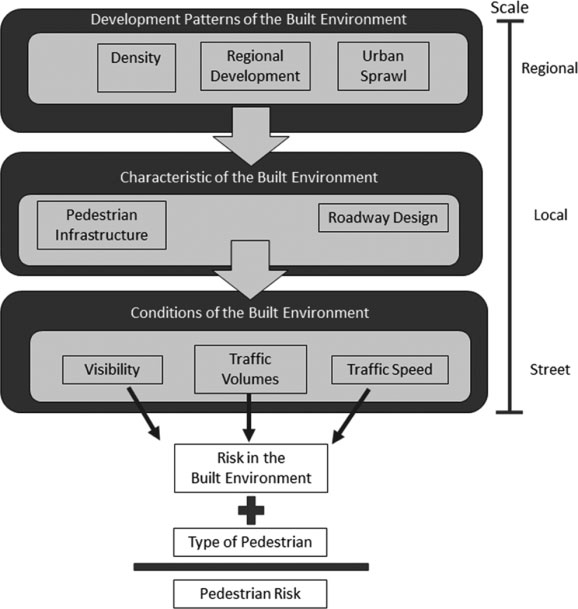 Development Patterns of the Built Environment
Scale
Density
Regional
Development
Urban
Sprawl
Regional
Characteristic of the Built Environment
Pedestrian
Infrastructure
Roadway Design
Local
Conditions of the Built Environment
Visibility
Traffic
Volumes
Traffic Speed
Street
Risk in the
Built Environment
Type of Pedestrian
Pedestrian Risk